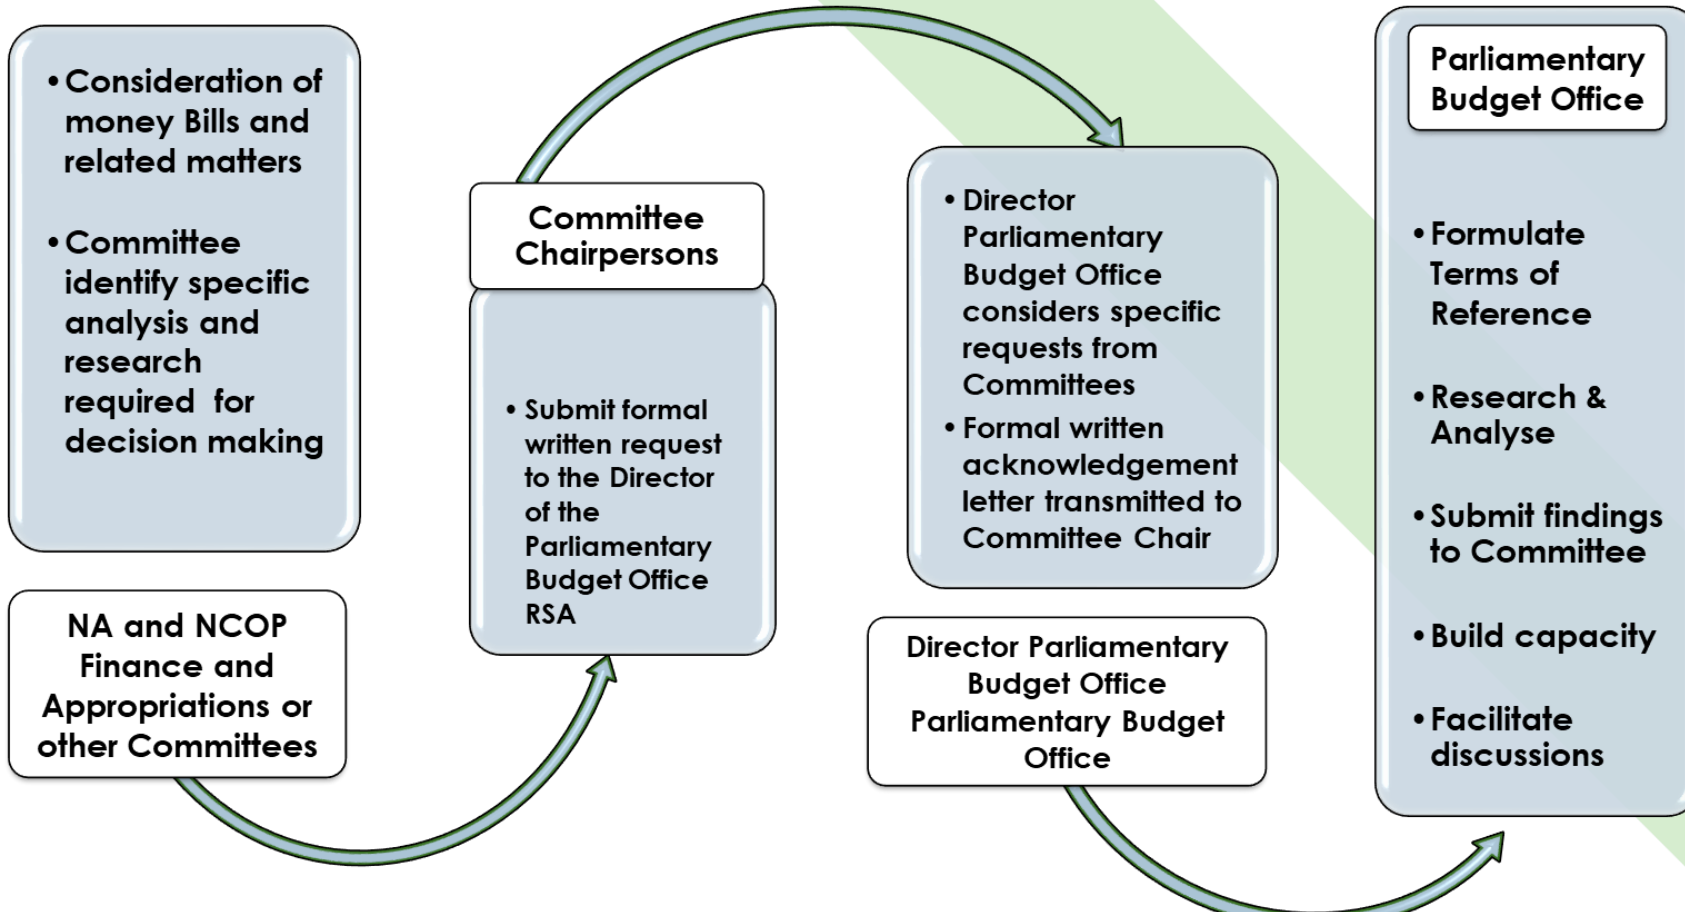 • Consideration of
money Bills and
related matters
• Committee
identify specific
analysis and
research
required for
decision making
NA and NCOP
Finance and
Appropriations or
other Committees
Committee
Chairpersons
• Submit formal
written request
to the Director
of the
Parliamentary
Budget Office
RSA
• Director
Parliamentary
Budget Office
considers specific
requests from
Committees
• Formal written
acknowledgement
letter transmitted to
Committee Chair
Director Parliamentary
Budget Office
Parliamentary Budget
Office
Parliamentary
Budget Office
• Formulate
Terms of
Reference
• Research &
Analyse
• Submit findings
to Committee
• Build capacity
• Facilitate
discussions